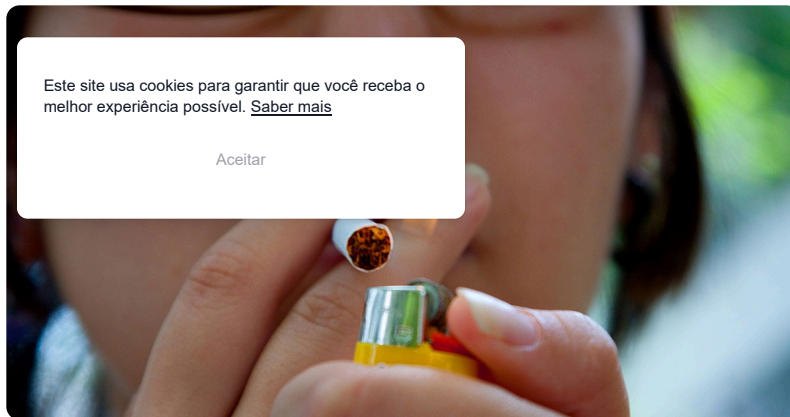 Este site usa cookies para garantir que você receba o
melhor experiência possível. Saber mais
Aceitar